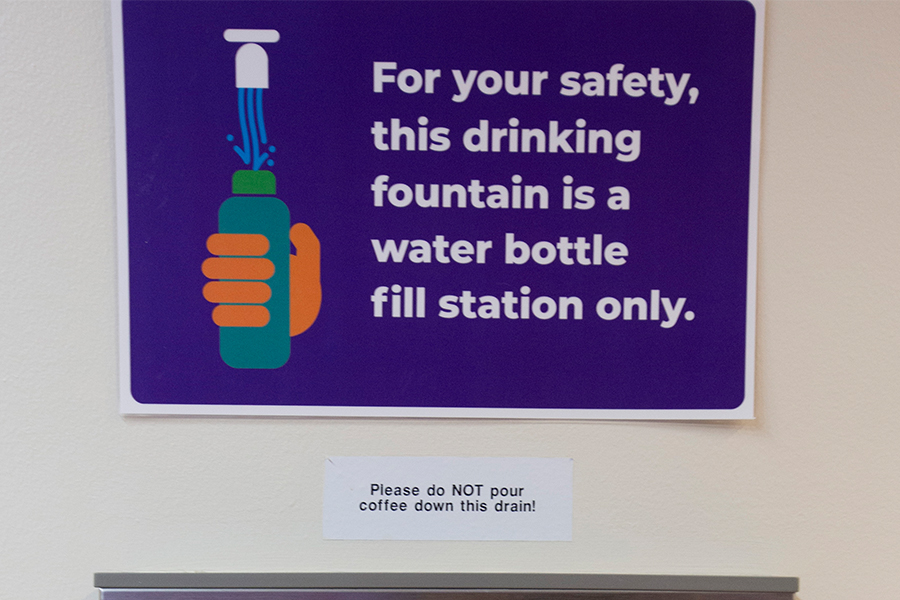 For your safety,
this drinking
fountain is a
water bottle
fill station only.
Please do NOT pour
coffee down this drain!